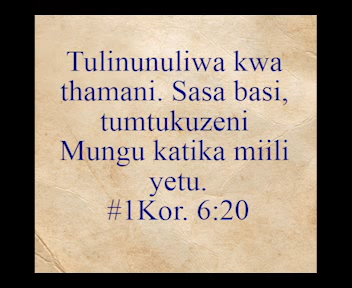 Tulinunuliwa kwa
thamani. Sasa basi,
tumtukuzeni
Mungu katika miili
yetu.
#1Kor. 6:20